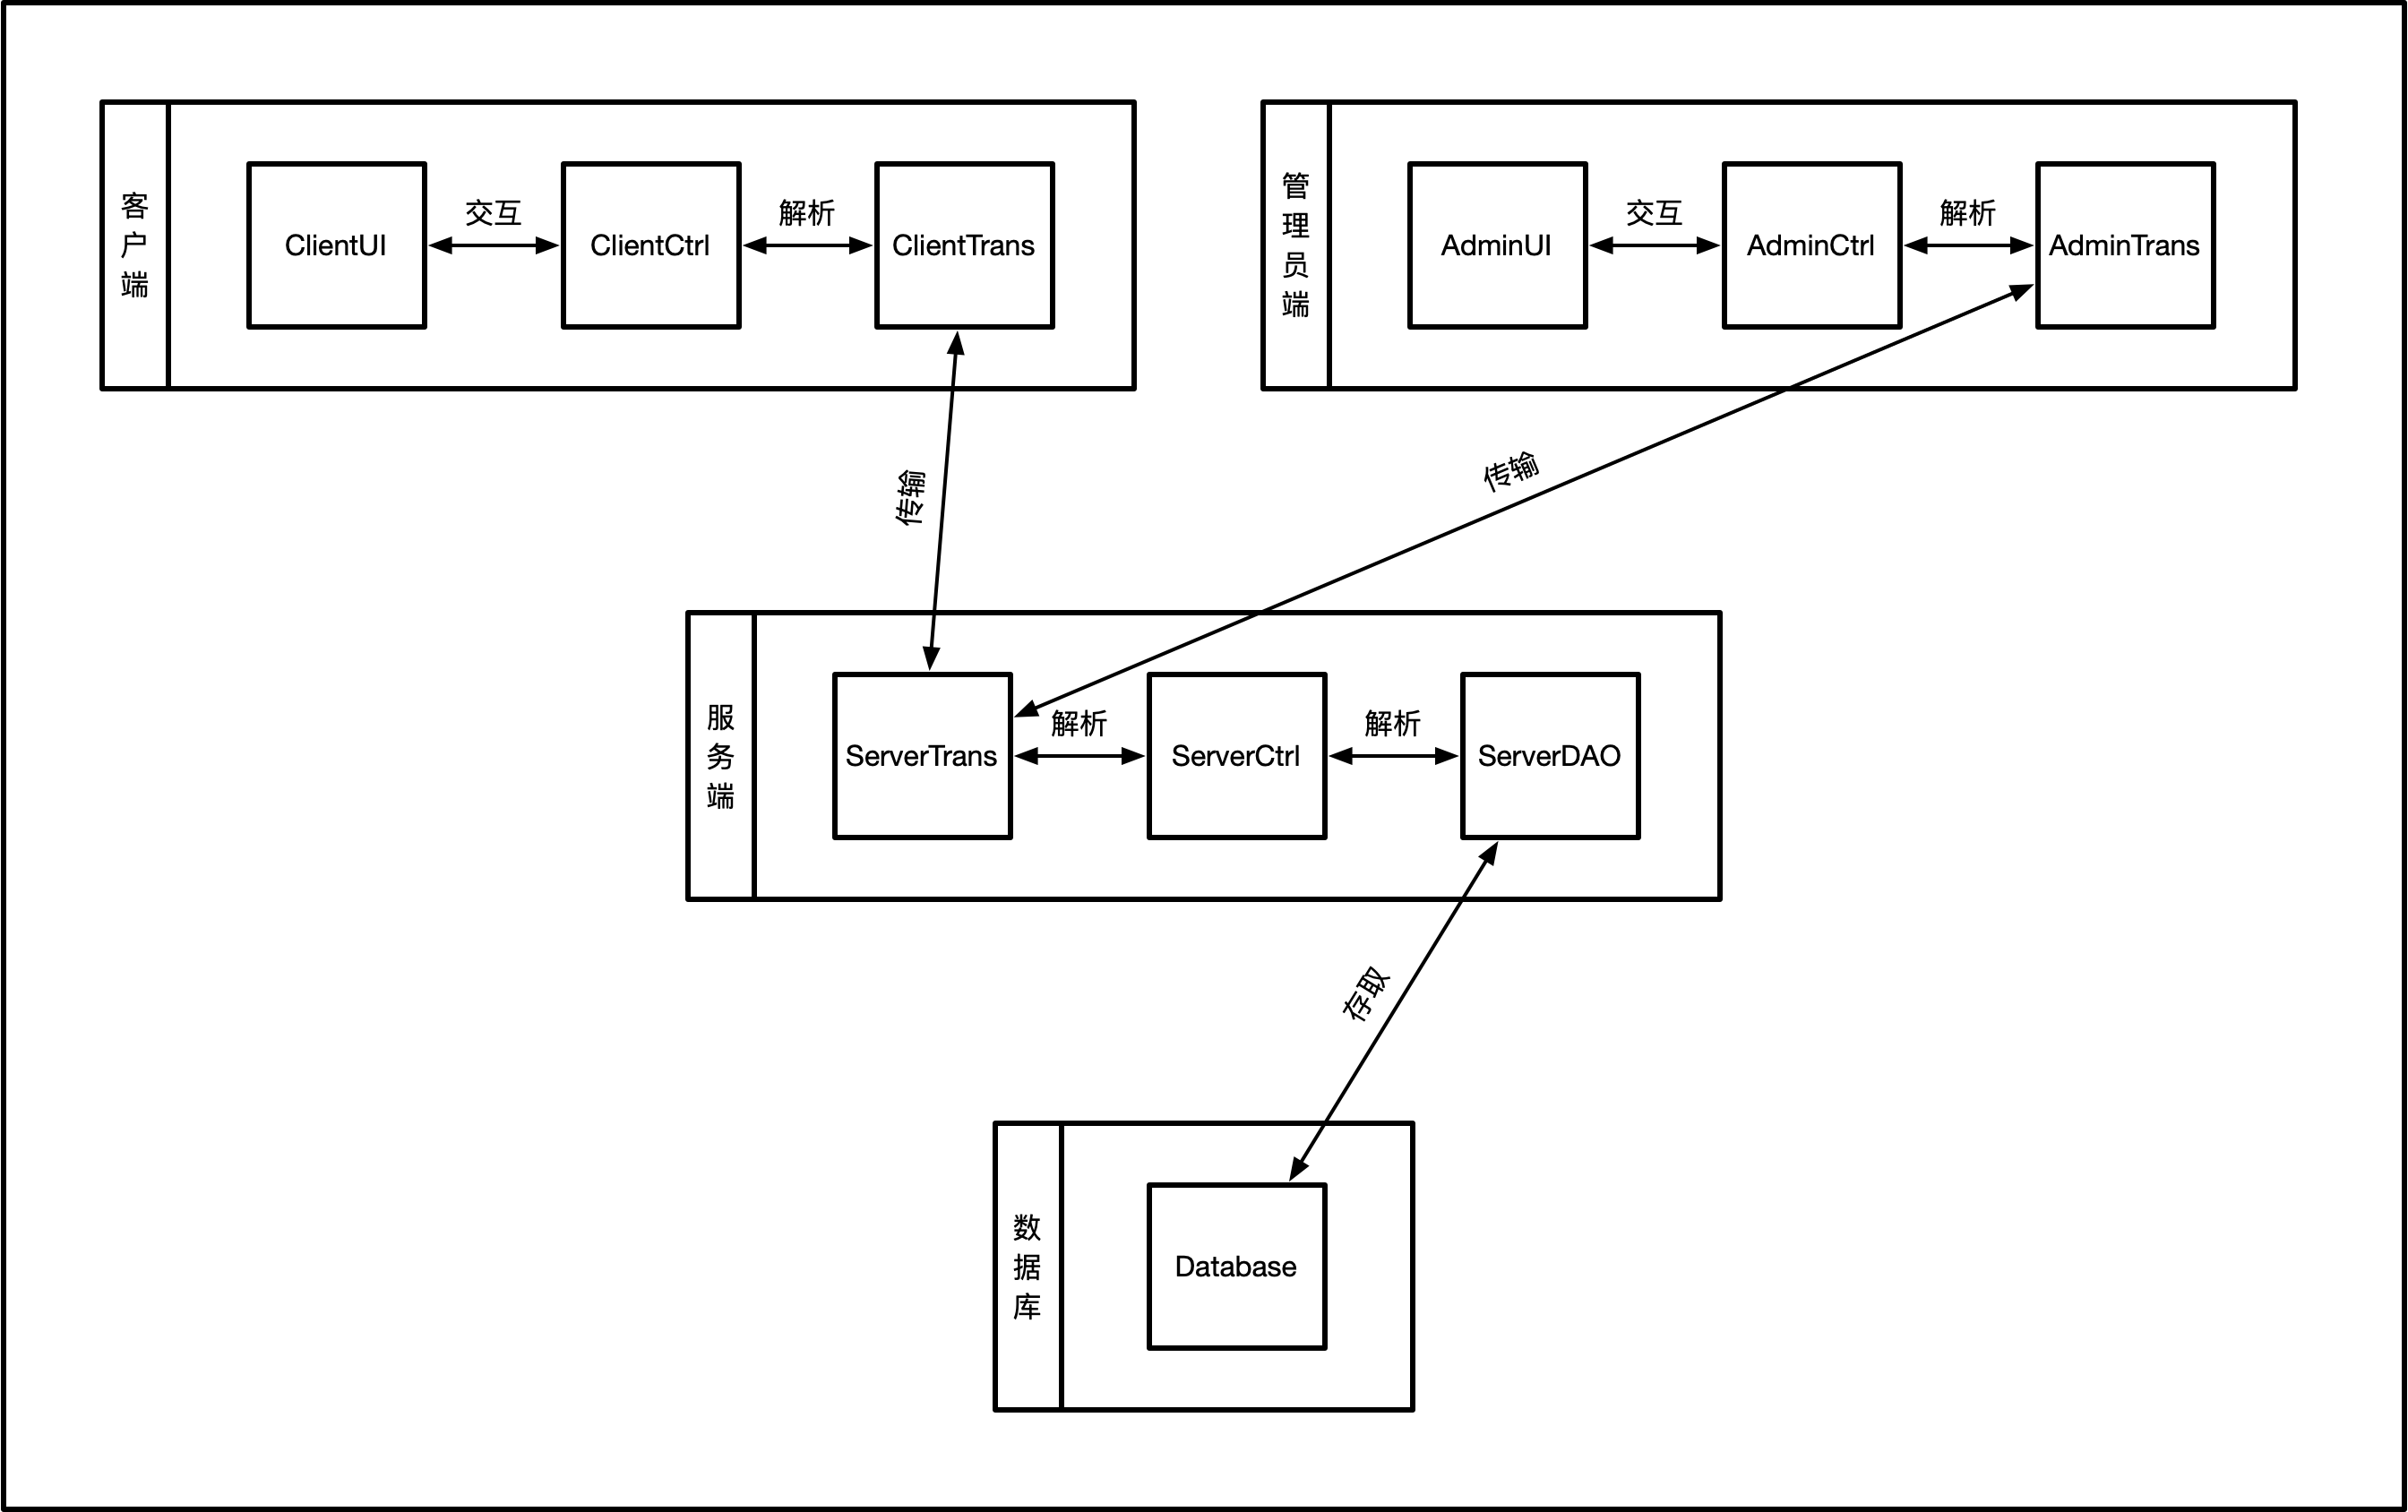 客户端
ClientUI
交互
ClientCtrl
解析
ClientTrans
管理员端
AdminUI
交互
AdminCtrl
解析
AdminTrans
传输
传输
服务端
ServerTrans
解析
ServerCtrl
解析
ServerDAO
存取
数据库
Database